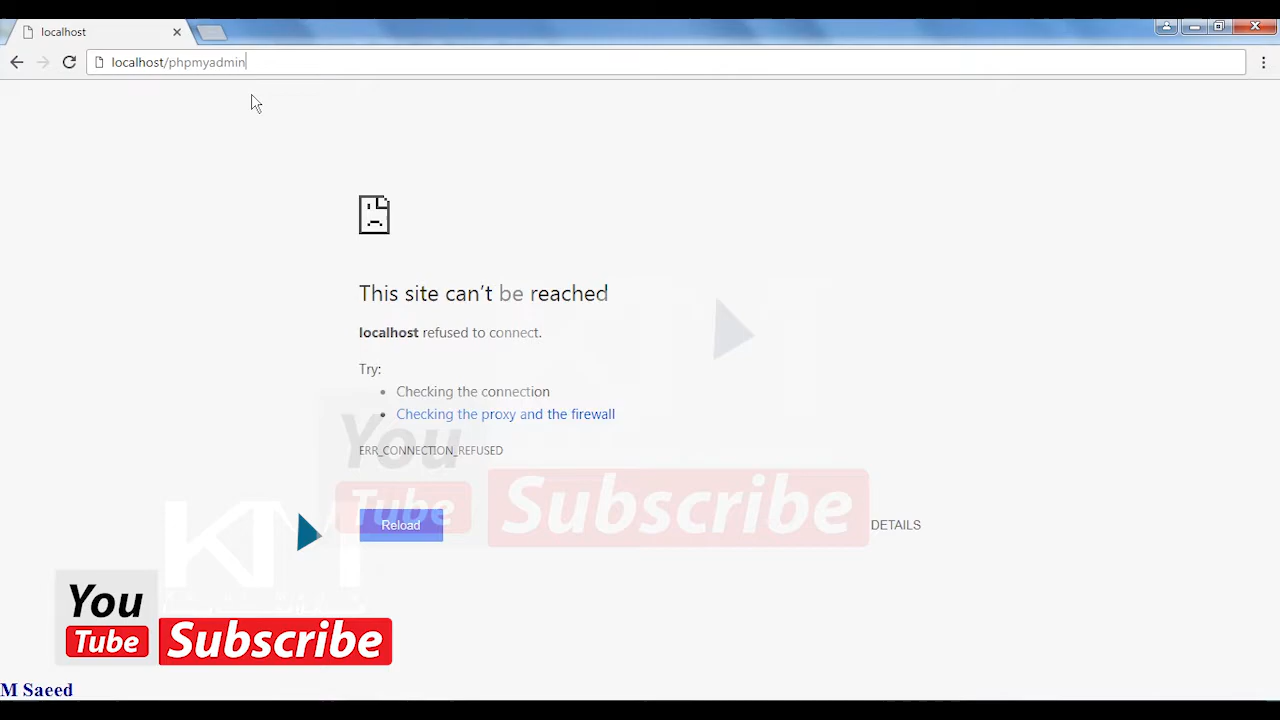 localhost
localhost/phpmyadmin
This site can't be reached
localhost refused to connect.
Try:
Checking the connection
Checking the proxy and the firewall
ERR_CONNECTION_REFUSED
You
Tube
Subscribe
Reload
DETAILS
You
Tube
Subscribe
M Saeed